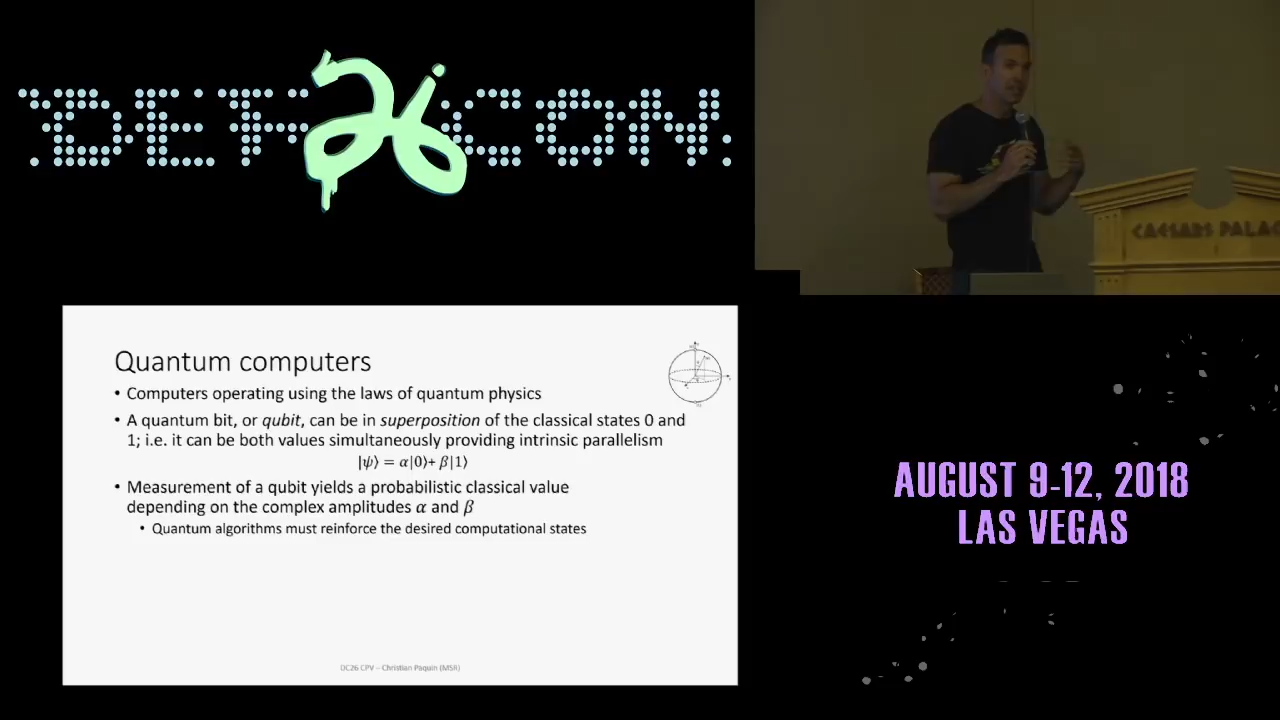 DEF 26 CON
CAESARS PALAC
Quantum computers
• Computers operating using the laws of quantum physics
• A quantum bit, or qubit, can be in superposition of the classical states 0 and
1; i.e. it can be both values simultaneously providing intrinsic parallelism
|ψ⟩ = α|0⟩+ β|1⟩
• Measurement of a qubit yields a probabilistic classical value
depending on the complex amplitudes α and β
• Quantum algorithms must reinforce the desired computational states
DC26 CPV – Christian Paquin (MSR)
AUGUST 9-12, 2018
LAS VEGAS